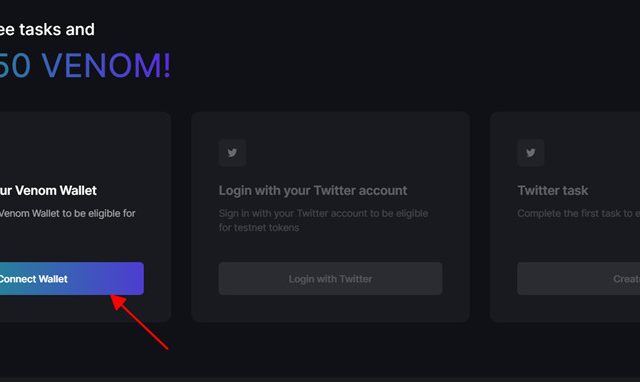 ee tasks and
50 VENOM!
ur Venom Wallet
Venom Wallet to be eligible for
Connect Wallet
Login with your Twitter account
Sign in with your Twitter account to be eligible
for testnet tokens
Login with Twitter
Twitter task
Complete the first task to e
Creat